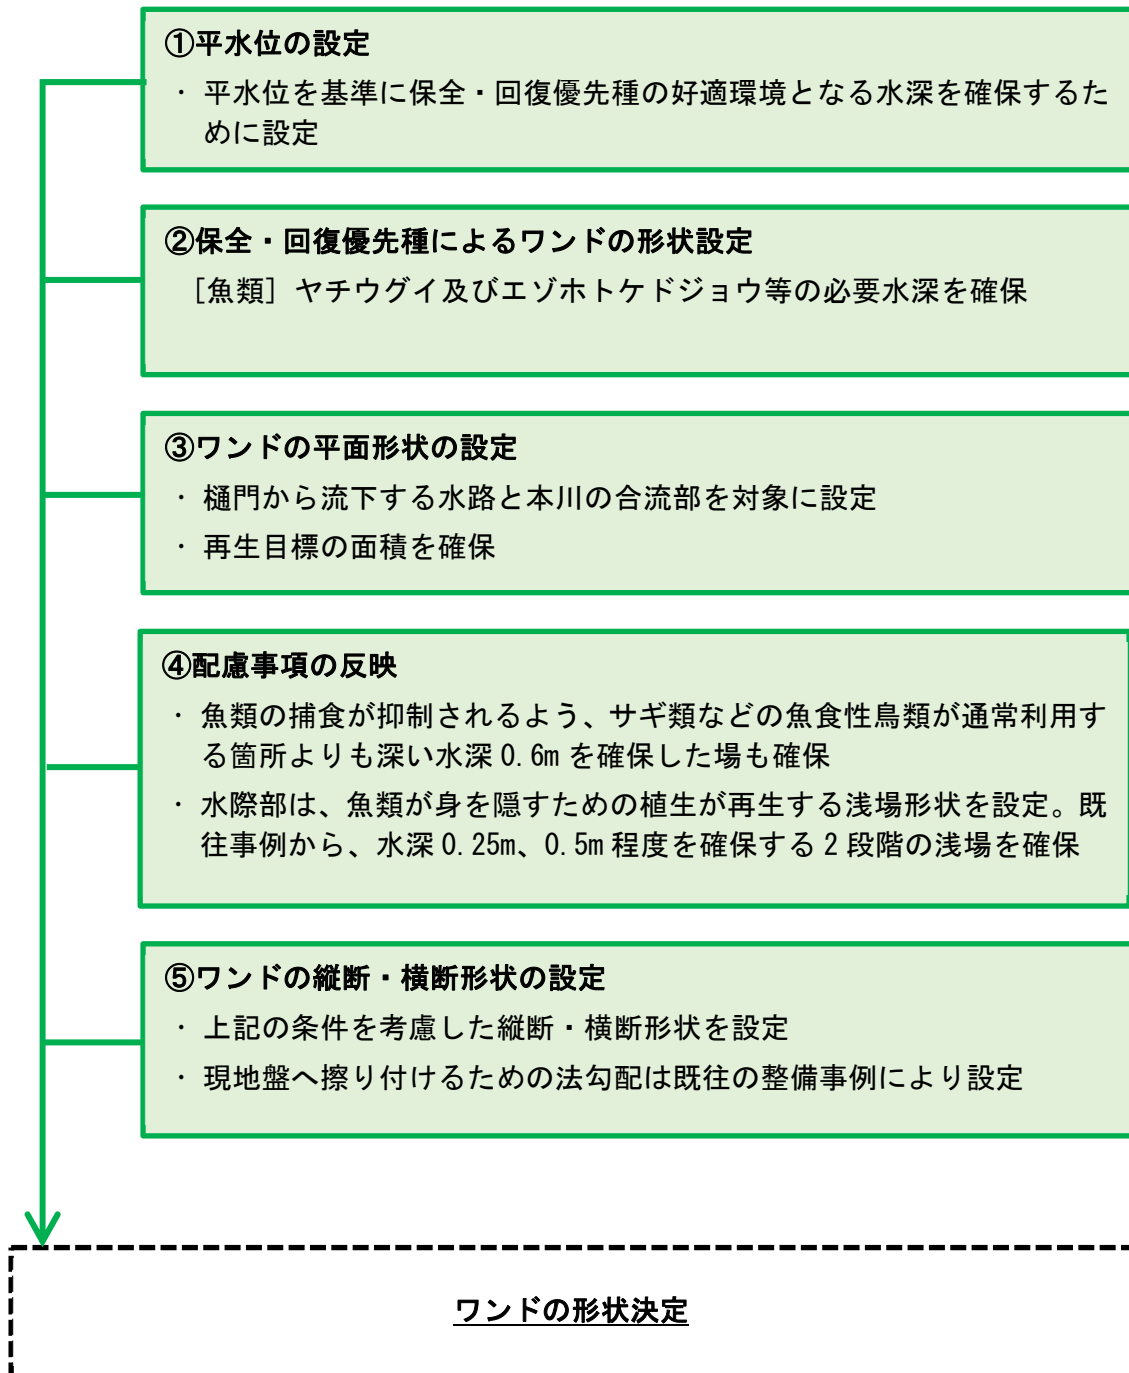 ①平水位の設定
・ 平水位を基準に保全・回復優先種の好適環境となる水深を確保するた
めに設定
②保全・回復優先種によるワンドの形状設定
［魚類］ヤチウグイ及びエゾホトケドジョウ等の必要水深を確保
③ワンドの平面形状の設定
・ 樋門から流下する水路と本川の合流部を対象に設定
・ 再生目標の面積を確保
④配慮事項の反映
・ 魚類の捕食が抑制されるよう、サギ類などの魚食性鳥類が通常利用す
る箇所よりも深い水深 0.6m を確保した場も確保
・ 水際部は、魚類が身を隠すための植生が再生する浅場形状を設定。既
往事例から、水深 0.25m、0.5m 程度を確保する 2 段階の浅場を確保
⑤ワンドの縦断・横断形状の設定
・ 上記の条件を考慮した縦断・横断形状を設定
・ 現地盤へ擦り付けるための法勾配は既往の整備事例により設定
ワンドの形状決定